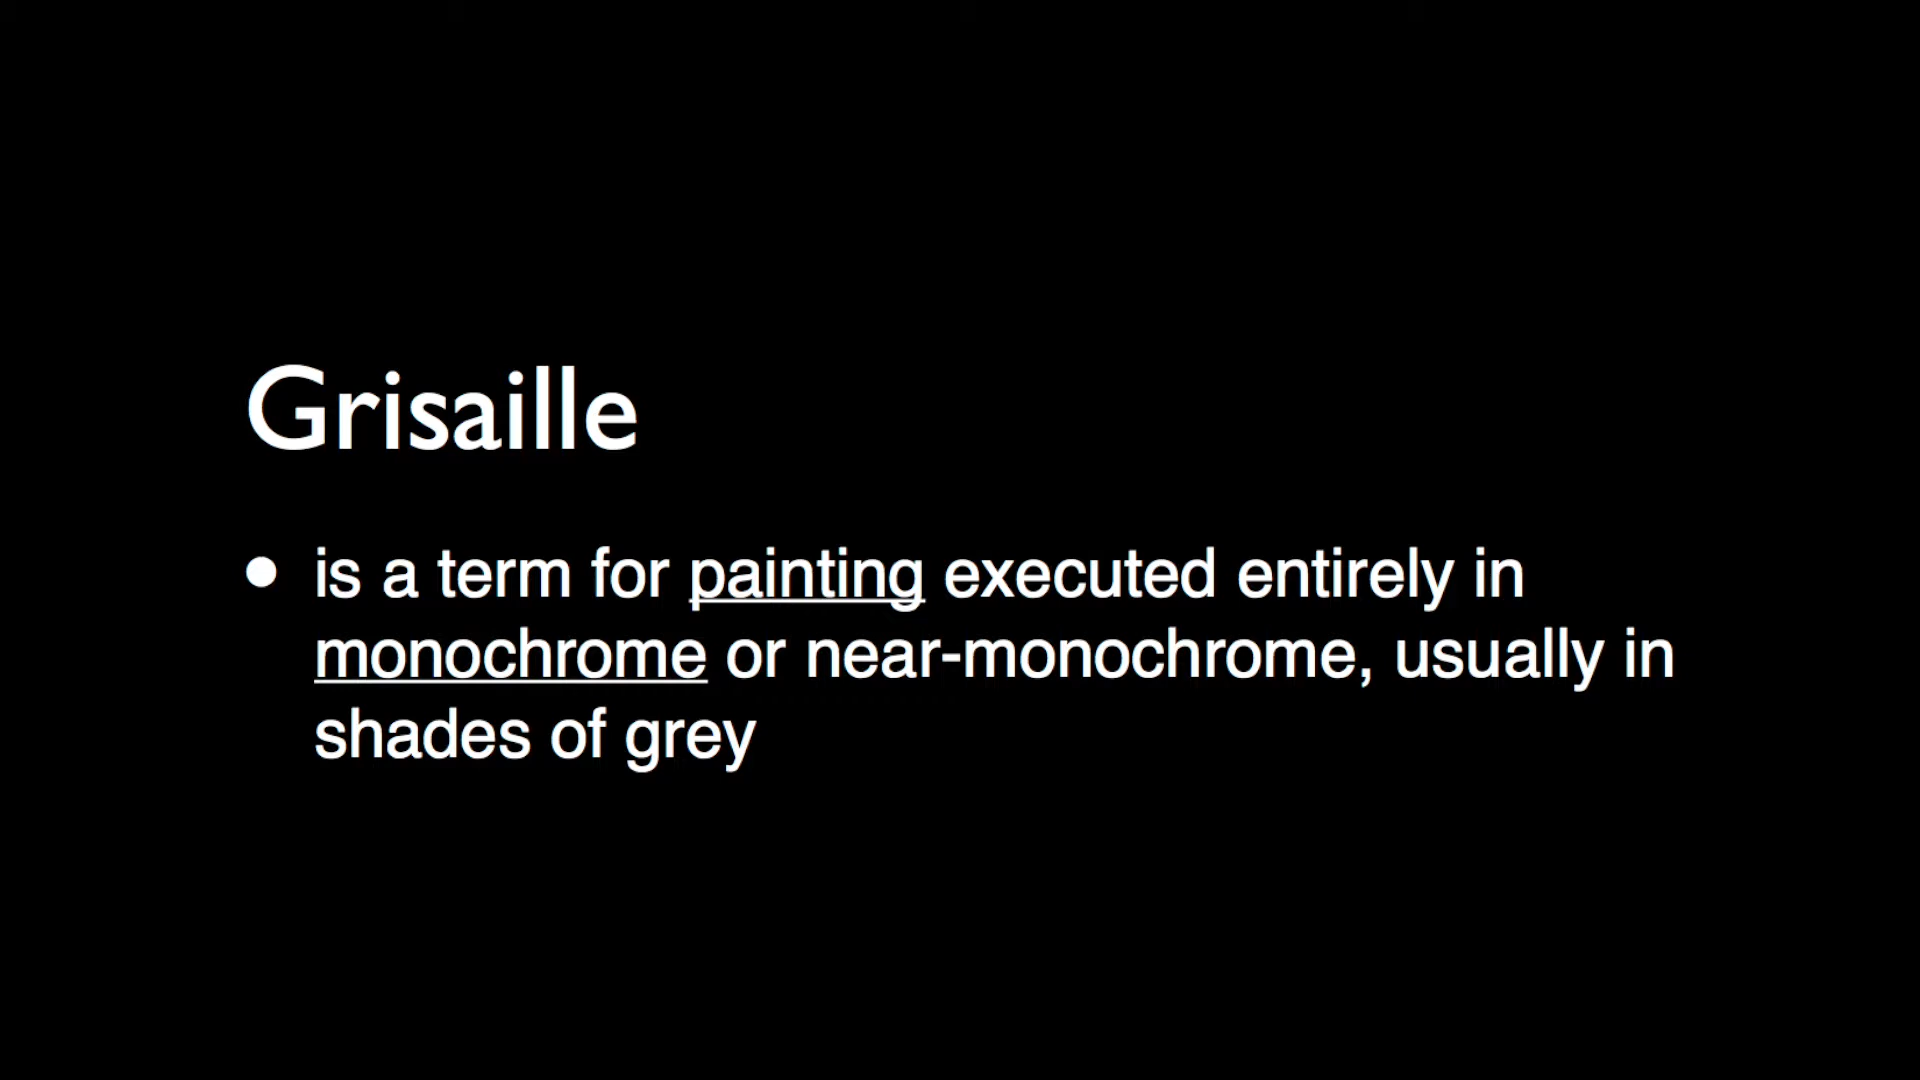 Grisaille
• is a term for painting executed entirely in
monochrome or near-monochrome, usually in
shades of grey